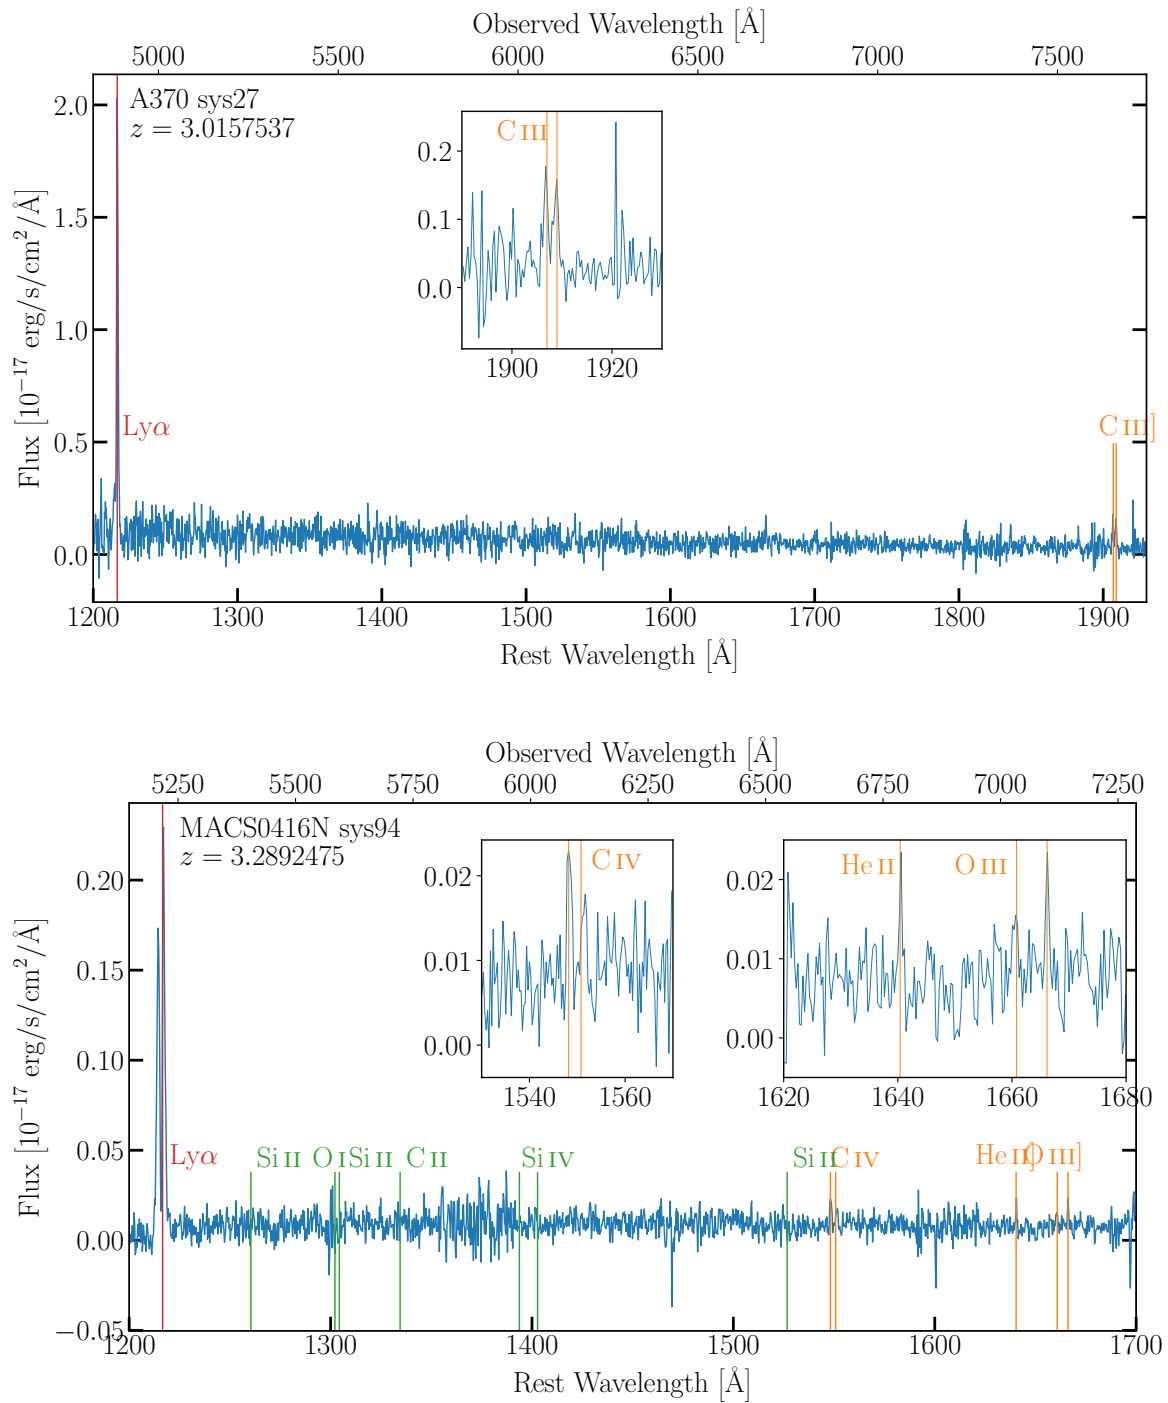 Observed Wavelength [Å]
5000 5500 6000 6500 7000 7500
A370 sys27
z = 3.0157537
C III
0.2
0.1
0.0
1900 1920
2.0
1.5
1.0
0.5
0.0
Flux [10⁻¹⁷ erg/s/cm²/Å]
Lyα
C III]
1200 1300 1400 1500 1600 1700 1800 1900
Rest Wavelength [Å]
Observed Wavelength [Å]
5250 5500 5750 6000 6250 6500 6750 7000 7250
MACS0416N sys94
z = 3.2892475
C IV
0.02
0.01
0.00
1540 1560
He II O III
0.02
0.01
0.00
1620 1640 1660 1680
0.20
0.15
0.10
0.05
0.00
−0.05
Flux [10⁻¹⁷ erg/s/cm²/Å]
Lyα Si II O I Si II C II Si IV Si II C IV He II] O III]
1200 1300 1400 1500 1600 1700
Rest Wavelength [Å]